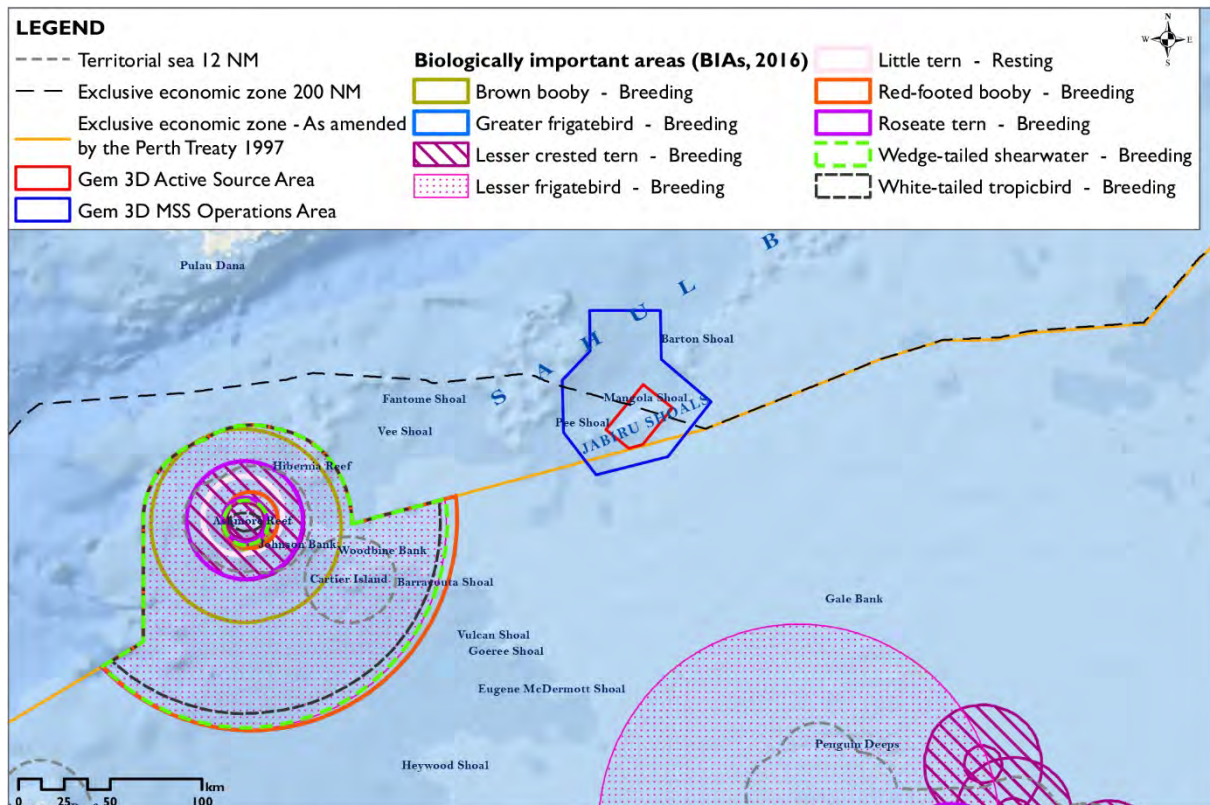 LEGEND
Territorial sea 12 NM
Exclusive economic zone 200 NM
Exclusive economic zone - As amended
by the Perth Treaty 1997
Gem 3D Active Source Area
Gem 3D MSS Operations Area
Biologically important areas (BIAs, 2016)
Brown booby - Breeding
Greater frigatebird - Breeding
Lesser crested tern - Breeding
Lesser frigatebird - Breeding
Little tern - Resting
Red-footed booby - Breeding
Roseate tern - Breeding
Wedge-tailed shearwater - Breeding
White-tailed tropicbird - Breeding
N
W E
S
Pulau Dana
S A H U L B
Barton Shoal
Fantome Shoal
Mangola Shoal
Vee Shoal
Pee Shoal
JABIRU SHOALS
Hibernia Reef
Ashmore Reef
Johnson Bank
Woodbine Bank
Cartier Island
Barracouta Shoal
Gale Bank
Vulcan Shoal
Goeree Shoal
Eugene McDermott Shoal
Penguin Deeps
Heywood Shoal
km
0 25 50 100